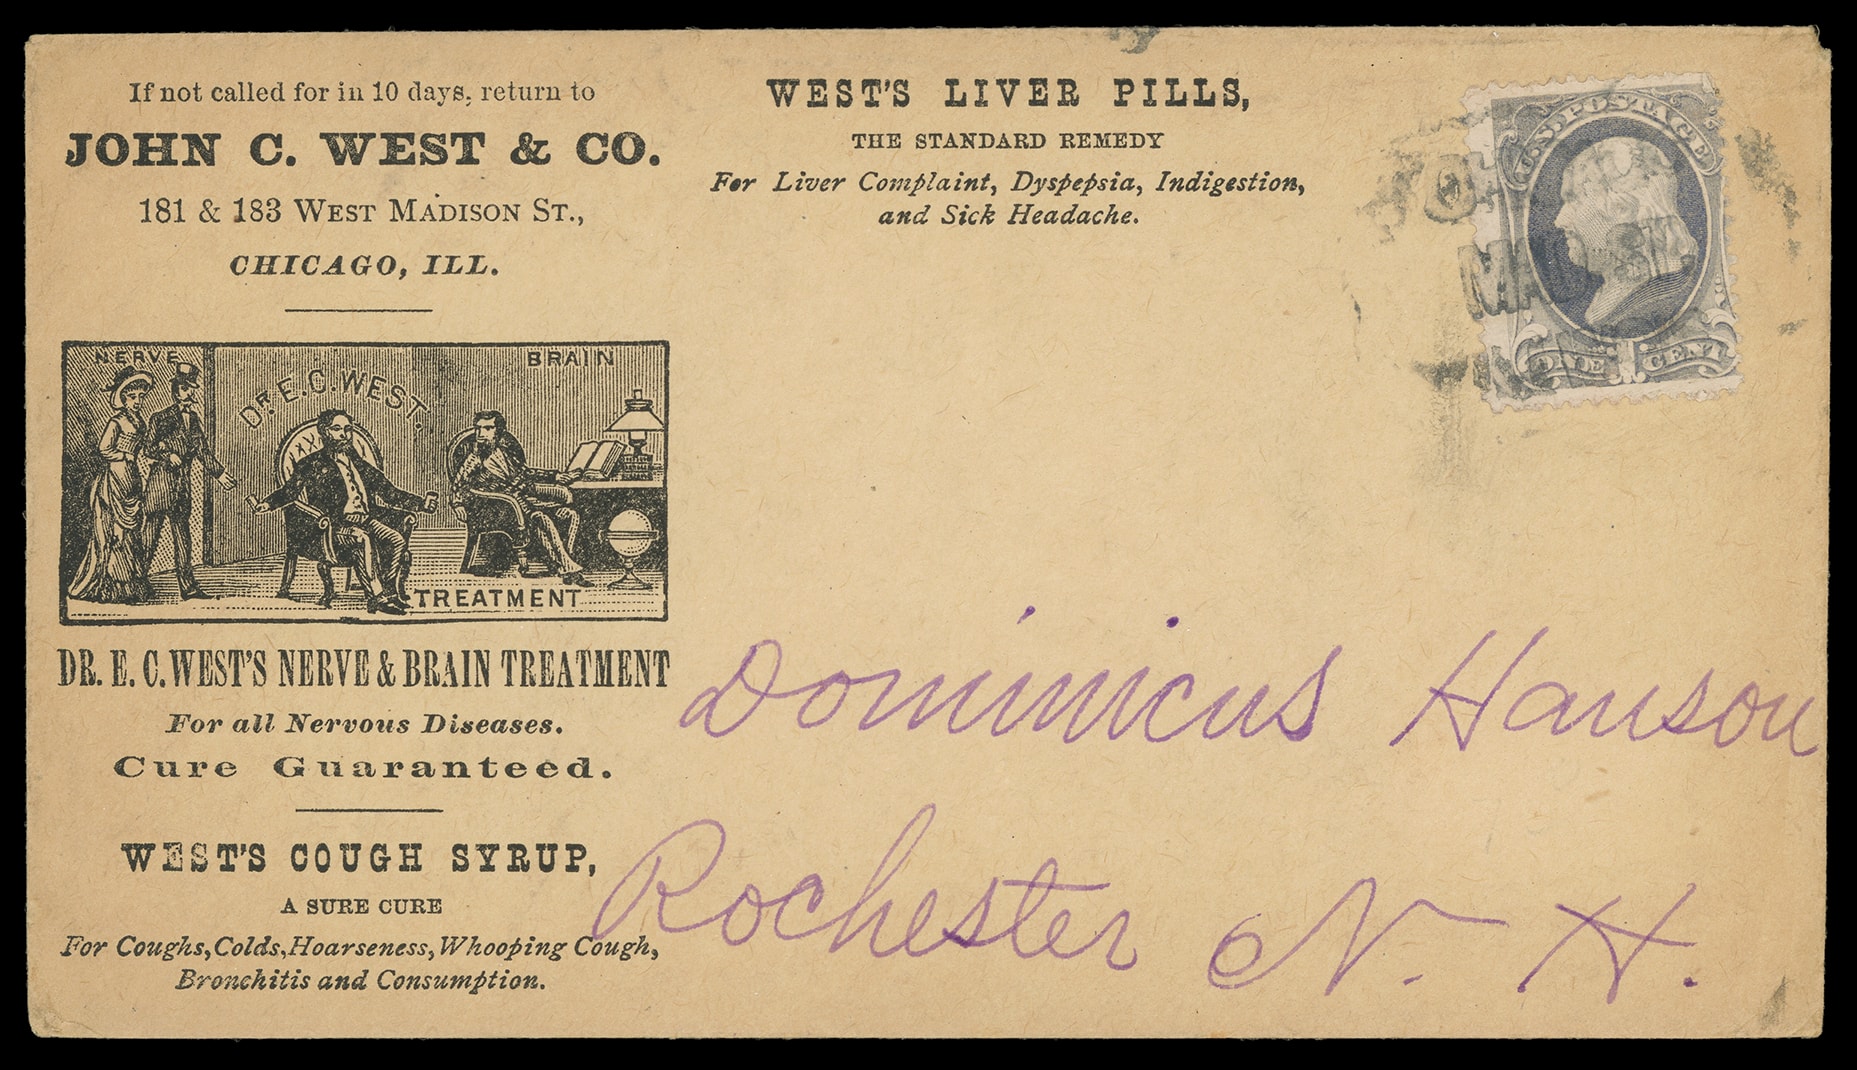 If not called for in 10 days, return to
JOHN C. WEST & CO.
181 & 183 WEST MADISON ST.,
CHICAGO, ILL.
WEST'S LIVER PILLS,
THE STANDARD REMEDY
For Liver Complaint, Dyspepsia, Indigestion,
and Sick Headache.
U.S. POSTAGE
ONE 1 CENT
NERVE
BRAIN
DR. E. C. WEST.
TREATMENT
DR. E. C. WEST'S NERVE & BRAIN TREATMENT
For all Nervous Diseases.
Cure Guaranteed.
WEST'S COUGH SYRUP,
A SURE CURE
For Coughs, Colds, Hoarseness, Whooping Cough,
Bronchitis and Consumption.
Dominicus Hanson
Rochester N. H.